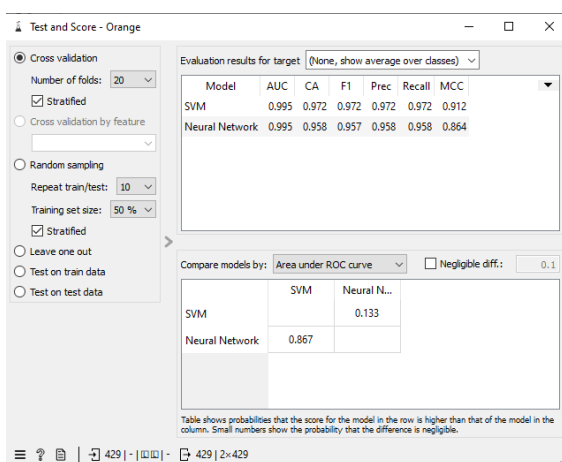 Test and Score - Orange
Cross validation
Number of folds: 20
Stratified
Cross validation by feature
Random sampling
Repeat train/test: 10
Training set size: 50 %
Stratified
Leave one out
Test on train data
Test on test data
Evaluation results for target (None, show average over classes)
Model AUC CA F1 Prec Recall MCC
SVM 0.995 0.972 0.972 0.972 0.972 0.912
Neural Network 0.995 0.958 0.957 0.958 0.958 0.864
Compare models by: Area under ROC curve Negligible diff.: 0.1
SVM Neural N...
SVM 0.133
Neural Network 0.867
Table shows probabilities that the score for the model in the row is higher than that of the model in the
column. Small numbers show the probability that the difference is negligible.
429 | - | - 429 | 2×429